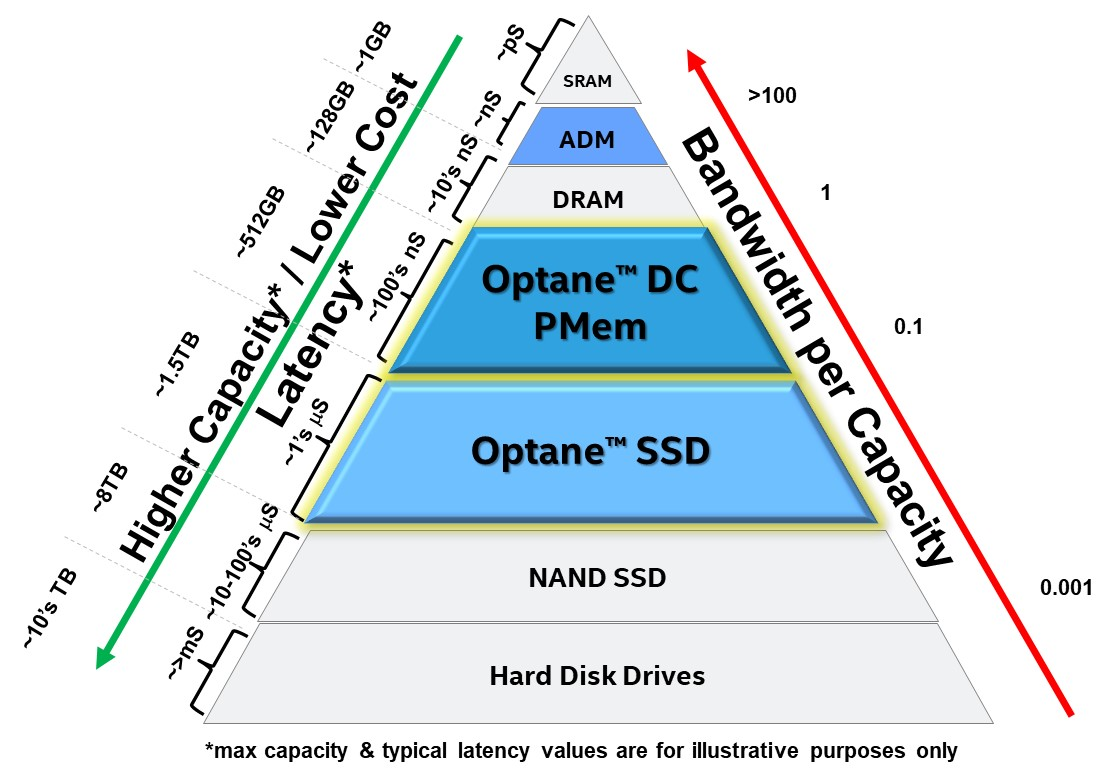 ~1GB
~128GB
~512GB
~1.5TB
~8TB
~10's TB
Higher Capacity* / Lower Cost
Latency*
~pS
~nS
~10's nS
~100's nS
~1's µS
~10-100's µS
~>mS
SRAM
ADM
DRAM
Optane™ DC
PMem
Optane™ SSD
NAND SSD
Hard Disk Drives
Bandwidth per Capacity
>100
1
0.1
0.001
*max capacity & typical latency values are for illustrative purposes only